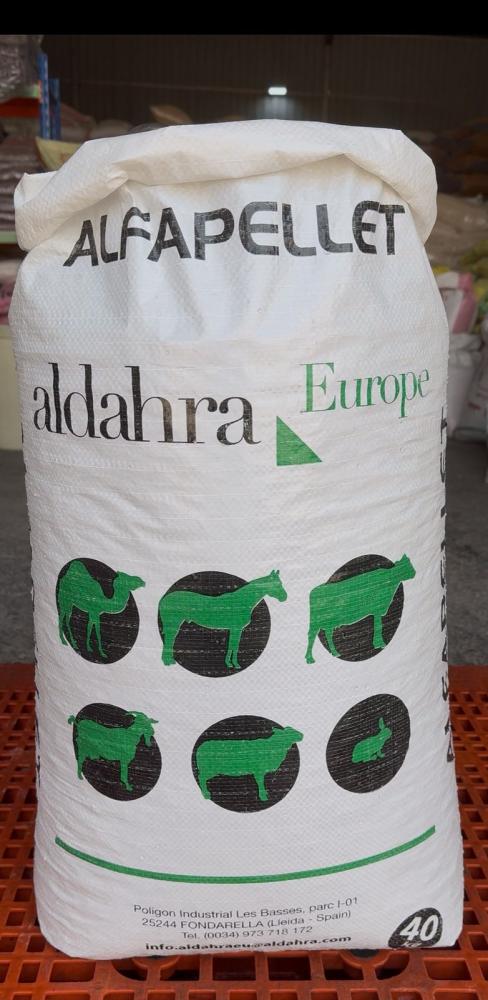 ALFAPELLET
aldahra Europe
Poligon Industrial Les Basses, parc I-01
25244 FONDARELLA (Lleida - Spain)
Tel. (0034) 973 718 172
info.aldahraeu@aldahra.com
40